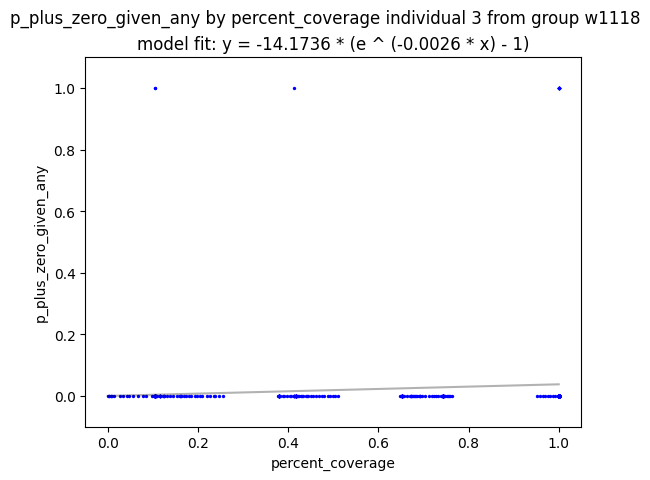 p_plus_zero_given_any by percent_coverage individual 3 from group w1118
model fit: y = -14.1736 * (e ^ (-0.0026 * x) - 1)
1.0
0.8
0.6
0.4
0.2
0.0
p_plus_zero_given_any
0.0 0.2 0.4 0.6 0.8 1.0
percent_coverage